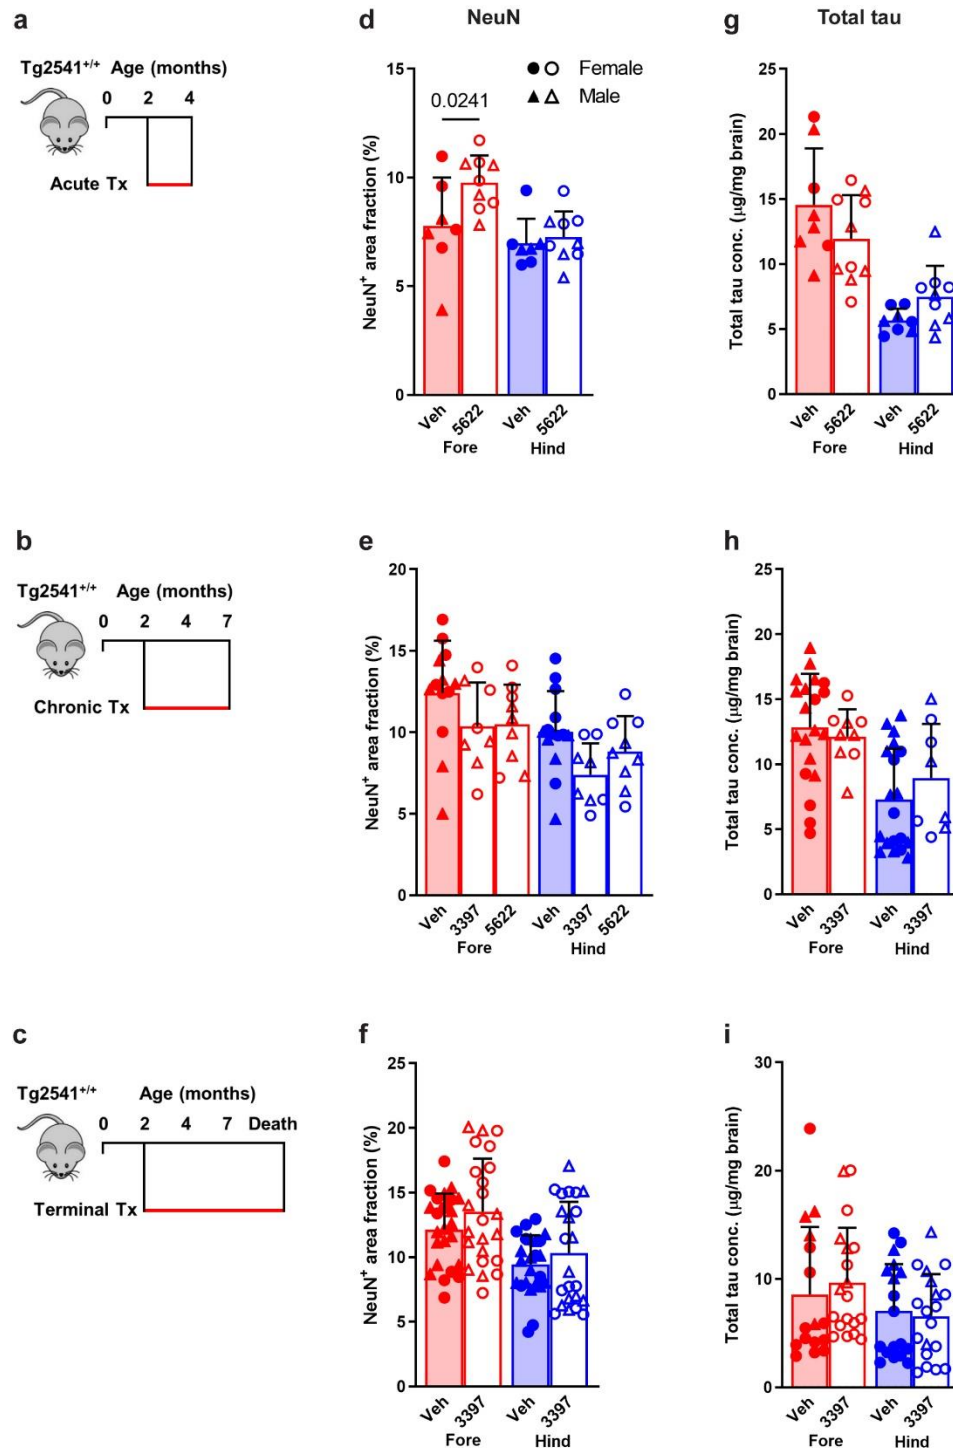 a
Tg2541+/+ Age (months)
0 2 4
Acute Tx
d
NeuN
NeuN+ area fraction (%)
15
10
5
0
0.0241
Female
Male
Veh 5622 Veh 5622
Fore Hind
g
Total tau
Total tau conc. (μg/mg brain)
25
20
15
10
5
0
Veh 5622 Veh 5622
Fore Hind
b
Tg2541+/+ Age (months)
0 2 4 7
Chronic Tx
e
NeuN+ area fraction (%)
20
15
10
5
0
Veh 3397 5622 Veh 3397 5622
Fore Hind
h
Total tau conc. (μg/mg brain)
25
20
15
10
5
0
Veh 3397 Veh 3397
Fore Hind
c
Tg2541+/+ Age (months)
0 2 4 7 Death
Terminal Tx
f
NeuN+ area fraction (%)
25
20
15
10
5
0
Veh 3397 Veh 3397
Fore Hind
i
Total tau conc. (μg/mg brain)
30
20
10
0
Veh 3397 Veh 3397
Fore Hind